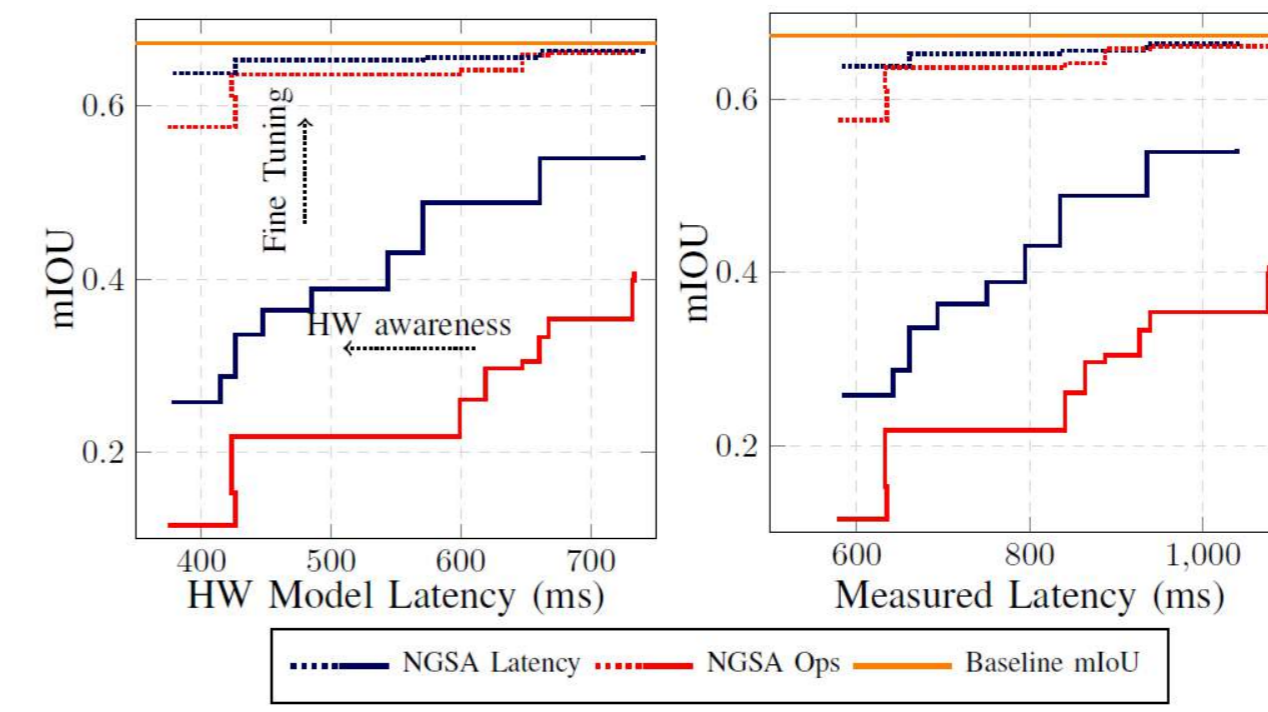 mIOU
0.6
0.4
0.2
Fine Tuning
HW awareness
400 500 600 700
HW Model Latency (ms)
mIOU
0.6
0.4
0.2
600 800 1,000
Measured Latency (ms)
NGSA Latency NGSA Ops Baseline mIoU